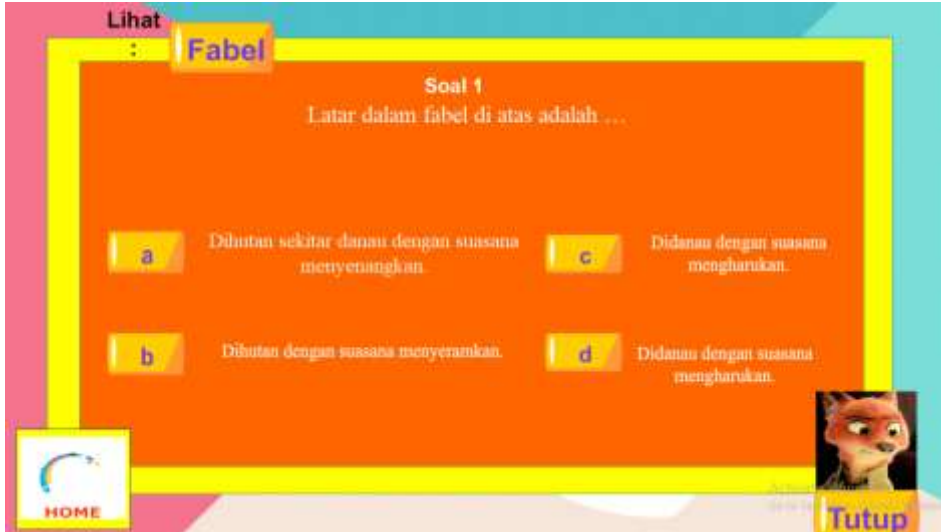 Lihat
:
Fabel
Soal 1
Latar dalam fabel di atas adalah …
a
Dihutan sekitar danau dengan suasana
menyenangkan.
b
Dihutan dengan suasana menyeramkan.
c
Didanau dengan suasana
mengharukan.
d
Didanau dengan suasana
mengharukan.
HOME
Tutup